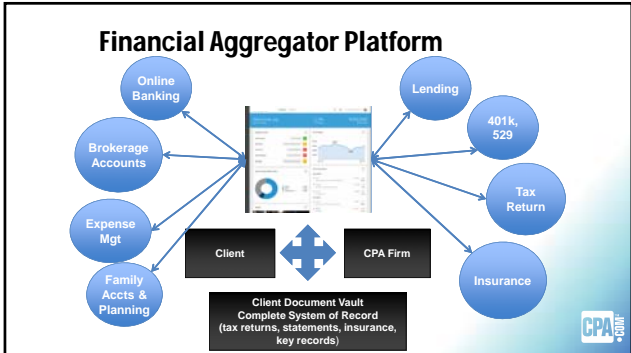 Financial Aggregator Platform
Online
Banking
Brokerage
Accounts
Expense
Mgt
Family
Accts &
Planning
Lending
401k,
529
Tax
Return
Insurance
Client
CPA Firm
Client Document Vault
Complete System of Record
(tax returns, statements, insurance,
key records)
CPA.COM